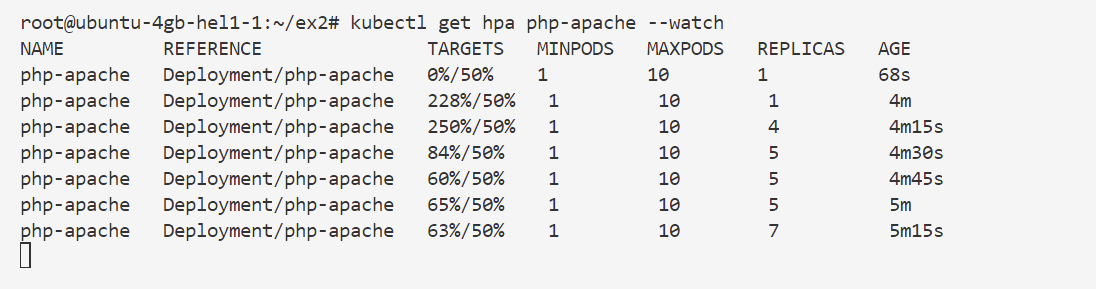 root@ubuntu-4gb-hel1-1:~/ex2# kubectl get hpa php-apache --watch
NAME         REFERENCE               TARGETS   MINPODS   MAXPODS   REPLICAS   AGE
php-apache   Deployment/php-apache   0%/50%    1         10        1          68s
php-apache   Deployment/php-apache   228%/50%   1         10        1          4m
php-apache   Deployment/php-apache   250%/50%   1         10        4          4m15s
php-apache   Deployment/php-apache   84%/50%    1         10        5          4m30s
php-apache   Deployment/php-apache   60%/50%    1         10        5          4m45s
php-apache   Deployment/php-apache   65%/50%    1         10        5          5m
php-apache   Deployment/php-apache   63%/50%    1         10        7          5m15s